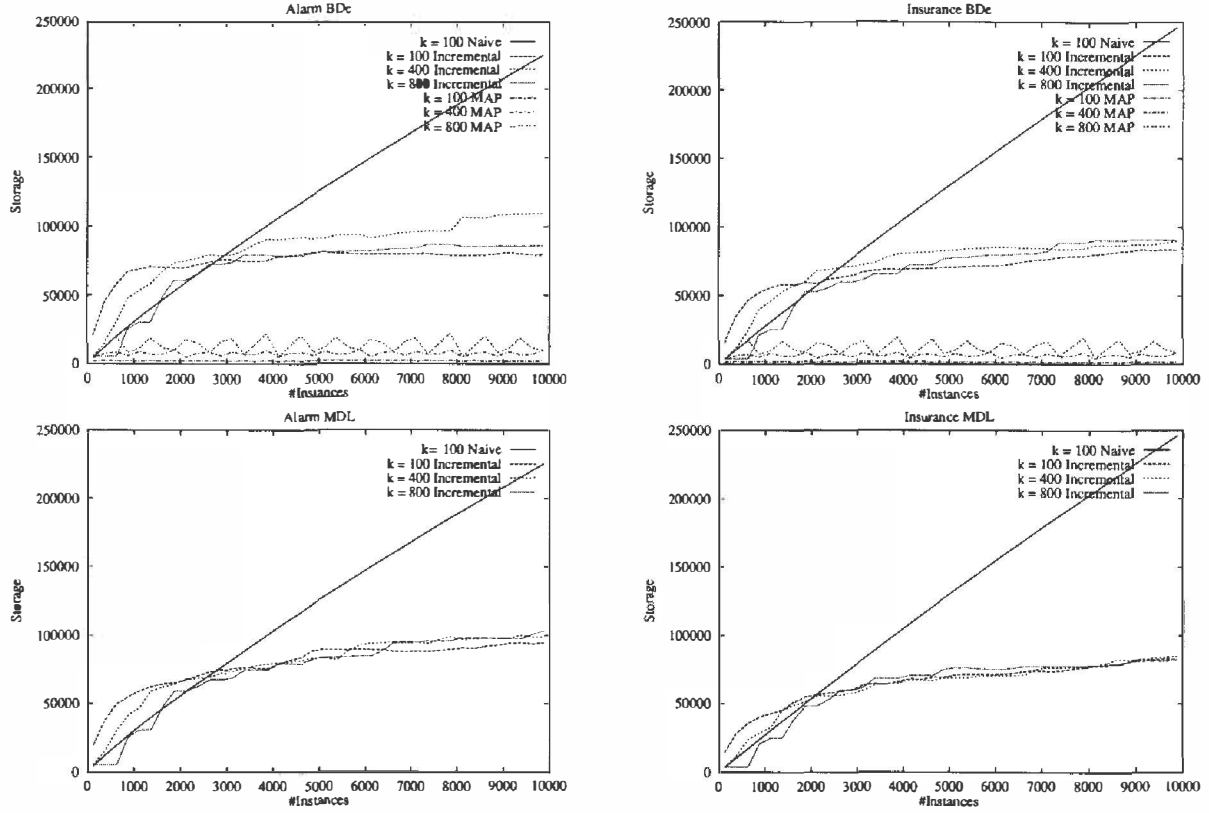 Alarm BDe
250000
200000
150000
100000
50000
0
Storage
k = 100 Naive
k = 100 Incremental
k = 400 Incremental
k = 800 Incremental
k = 100 MAP
k = 400 MAP
k = 800 MAP
0 1000 2000 3000 4000 5000 6000 7000 8000 9000 10000
#Instances
Insurance BDe
250000
200000
150000
100000
50000
0
Storage
k = 100 Naive
k = 100 Incremental
k = 400 Incremental
k = 800 Incremental
k = 100 MAP
k = 400 MAP
k = 800 MAP
0 1000 2000 3000 4000 5000 6000 7000 8000 9000 10000
#Instances
Alarm MDL
250000
200000
150000
100000
50000
0
Storage
k= 100 Naive
k = 100 Incremental
k = 400 Incremental
k = 800 Incremental
0 1000 2000 3000 4000 5000 6000 7000 8000 9000 10000
#Instances
Insurance MDL
250000
200000
150000
100000
50000
0
Storage
k = 100 Naive
k = 100 Incremental
k = 400 Incremental
k = 800 Incremental
0 1000 2000 3000 4000 5000 6000 7000 8000 9000 10000
#Instances